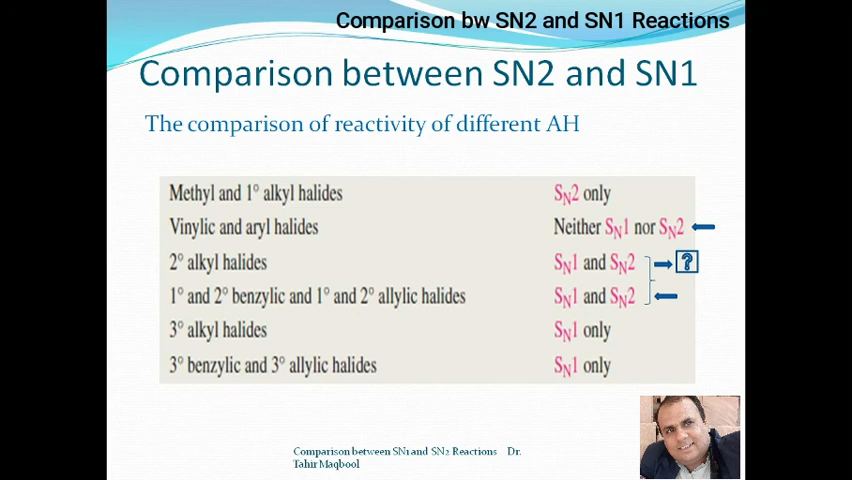 Comparison bw SN2 and SN1 Reactions
Comparison between SN2 and SN1
The comparison of reactivity of different AH
Methyl and 1° alkyl halides SN2 only
Vinylic and aryl halides Neither SN1 nor SN2
2° alkyl halides SN1 and SN2 ?
1° and 2° benzylic and 1° and 2° allylic halides SN1 and SN2
3° alkyl halides SN1 only
3° benzylic and 3° allylic halides SN1 only
Comparison between SN1 and SN2 Reactions Dr.
Tahir Maqbool